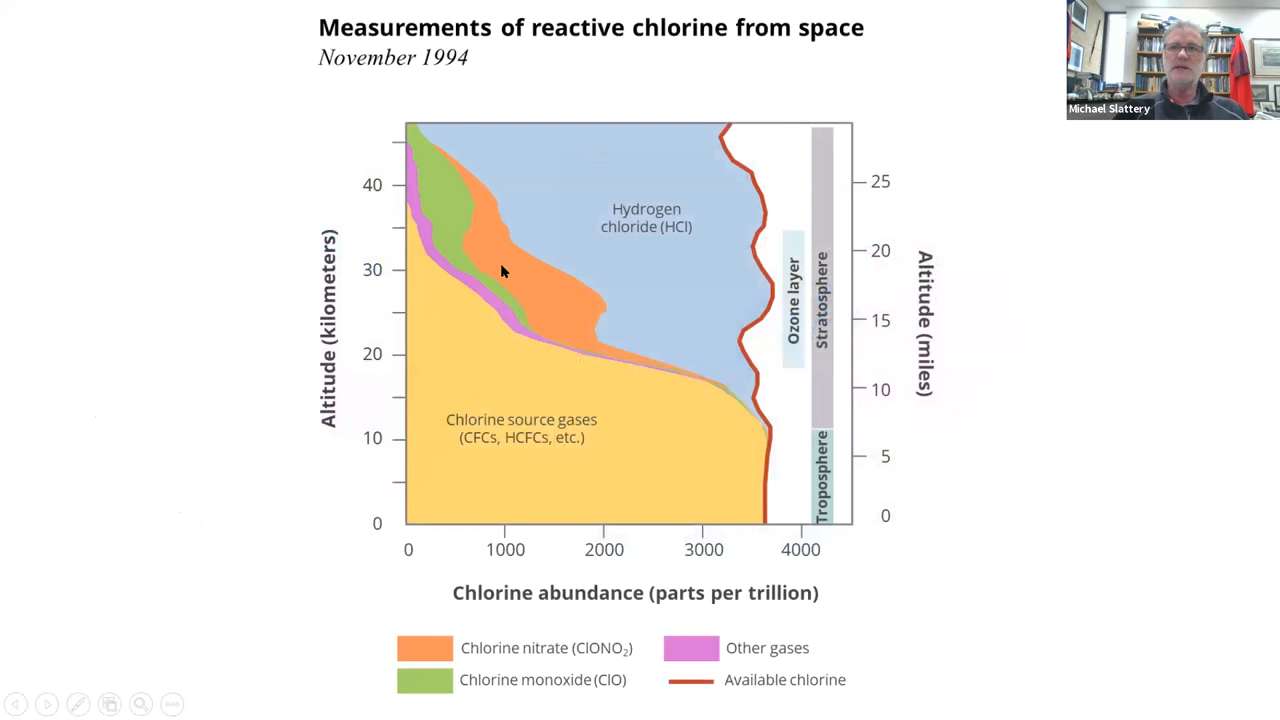 Measurements of reactive chlorine from space
November 1994
Michael Slattery
Altitude (kilometers)
40
30
20
10
0
Hydrogen
chloride (HCl)
Chlorine source gases
(CFCs, HCFCs, etc.)
Ozone layer
Stratosphere
Troposphere
25
20
15
10
5
0
Altitude (miles)
0 1000 2000 3000 4000
Chlorine abundance (parts per trillion)
Chlorine nitrate (ClONO₂) Other gases
Chlorine monoxide (ClO) Available chlorine